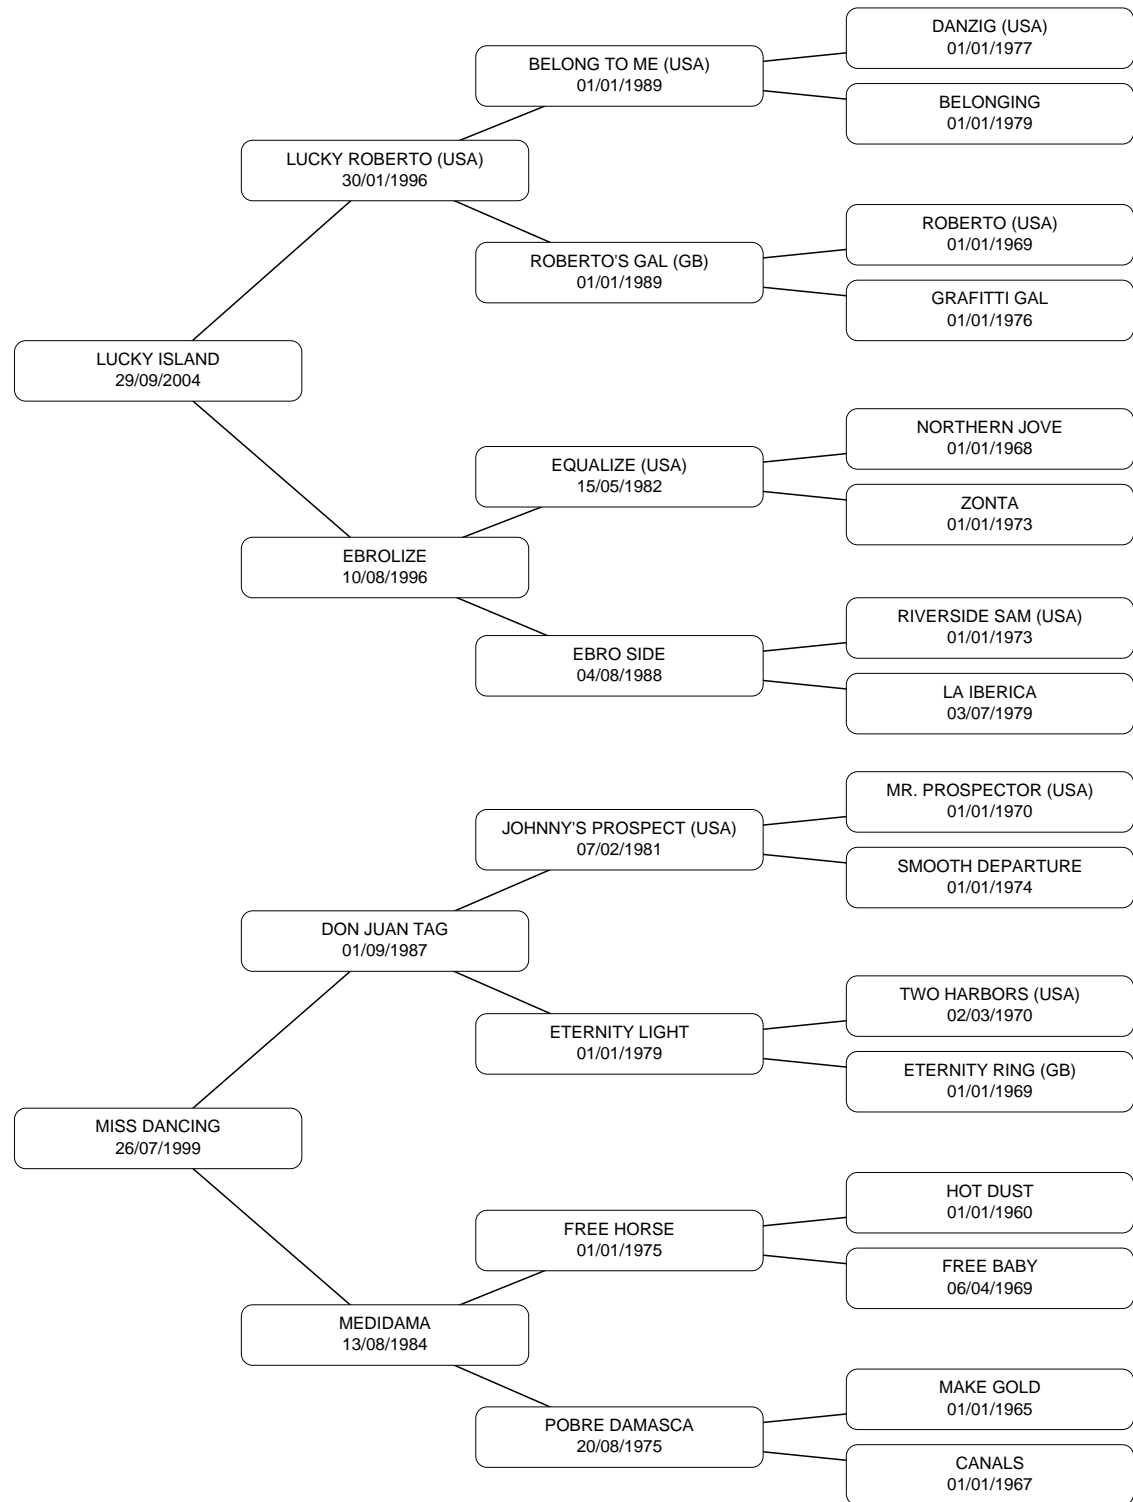 DANZIG (USA)
01/01/1977
BELONG TO ME (USA)
01/01/1989
BELONGING
01/01/1979
LUCKY ROBERTO (USA)
30/01/1996
ROBERTO (USA)
01/01/1969
ROBERTO'S GAL (GB)
01/01/1989
GRAFITTI GAL
01/01/1976
LUCKY ISLAND
29/09/2004
NORTHERN JOVE
01/01/1968
EQUALIZE (USA)
15/05/1982
ZONTA
01/01/1973
EBROLIZE
10/08/1996
RIVERSIDE SAM (USA)
01/01/1973
EBRO SIDE
04/08/1988
LA IBERICA
03/07/1979
MR. PROSPECTOR (USA)
01/01/1970
JOHNNY'S PROSPECT (USA)
07/02/1981
SMOOTH DEPARTURE
01/01/1974
DON JUAN TAG
01/09/1987
TWO HARBORS (USA)
02/03/1970
ETERNITY LIGHT
01/01/1979
ETERNITY RING (GB)
01/01/1969
MISS DANCING
26/07/1999
HOT DUST
01/01/1960
FREE HORSE
01/01/1975
FREE BABY
06/04/1969
MEDIDAMA
13/08/1984
MAKE GOLD
01/01/1965
POBRE DAMASCA
20/08/1975
CANALS
01/01/1967